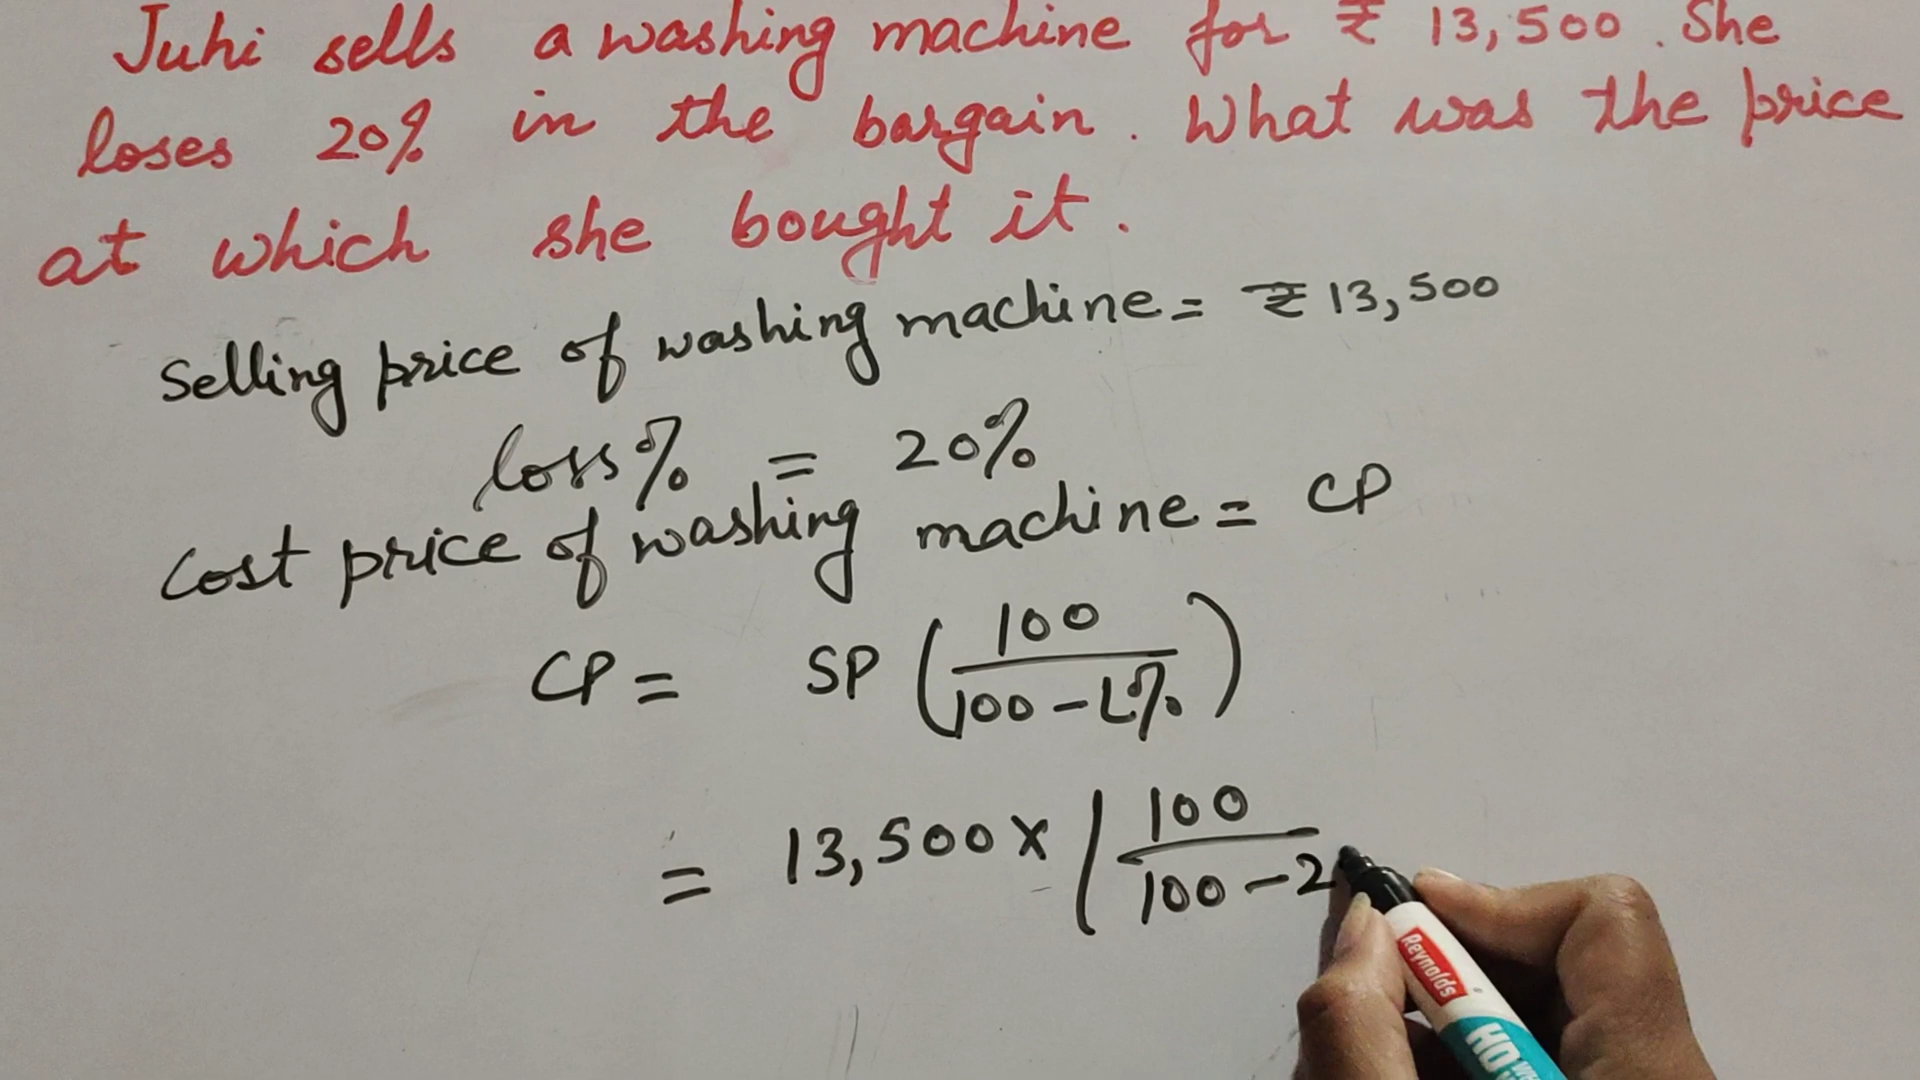 Juhi sells a washing machine for ₹ 13,500. She
loses 20% in the bargain. What was the price
at which she bought it.
Selling price of washing machine = ₹ 13,500
loss% = 20%
Cost price of washing machine = CP
CP = SP (100/100-L%)
= 13,500 x (100/100-2
Reynolds